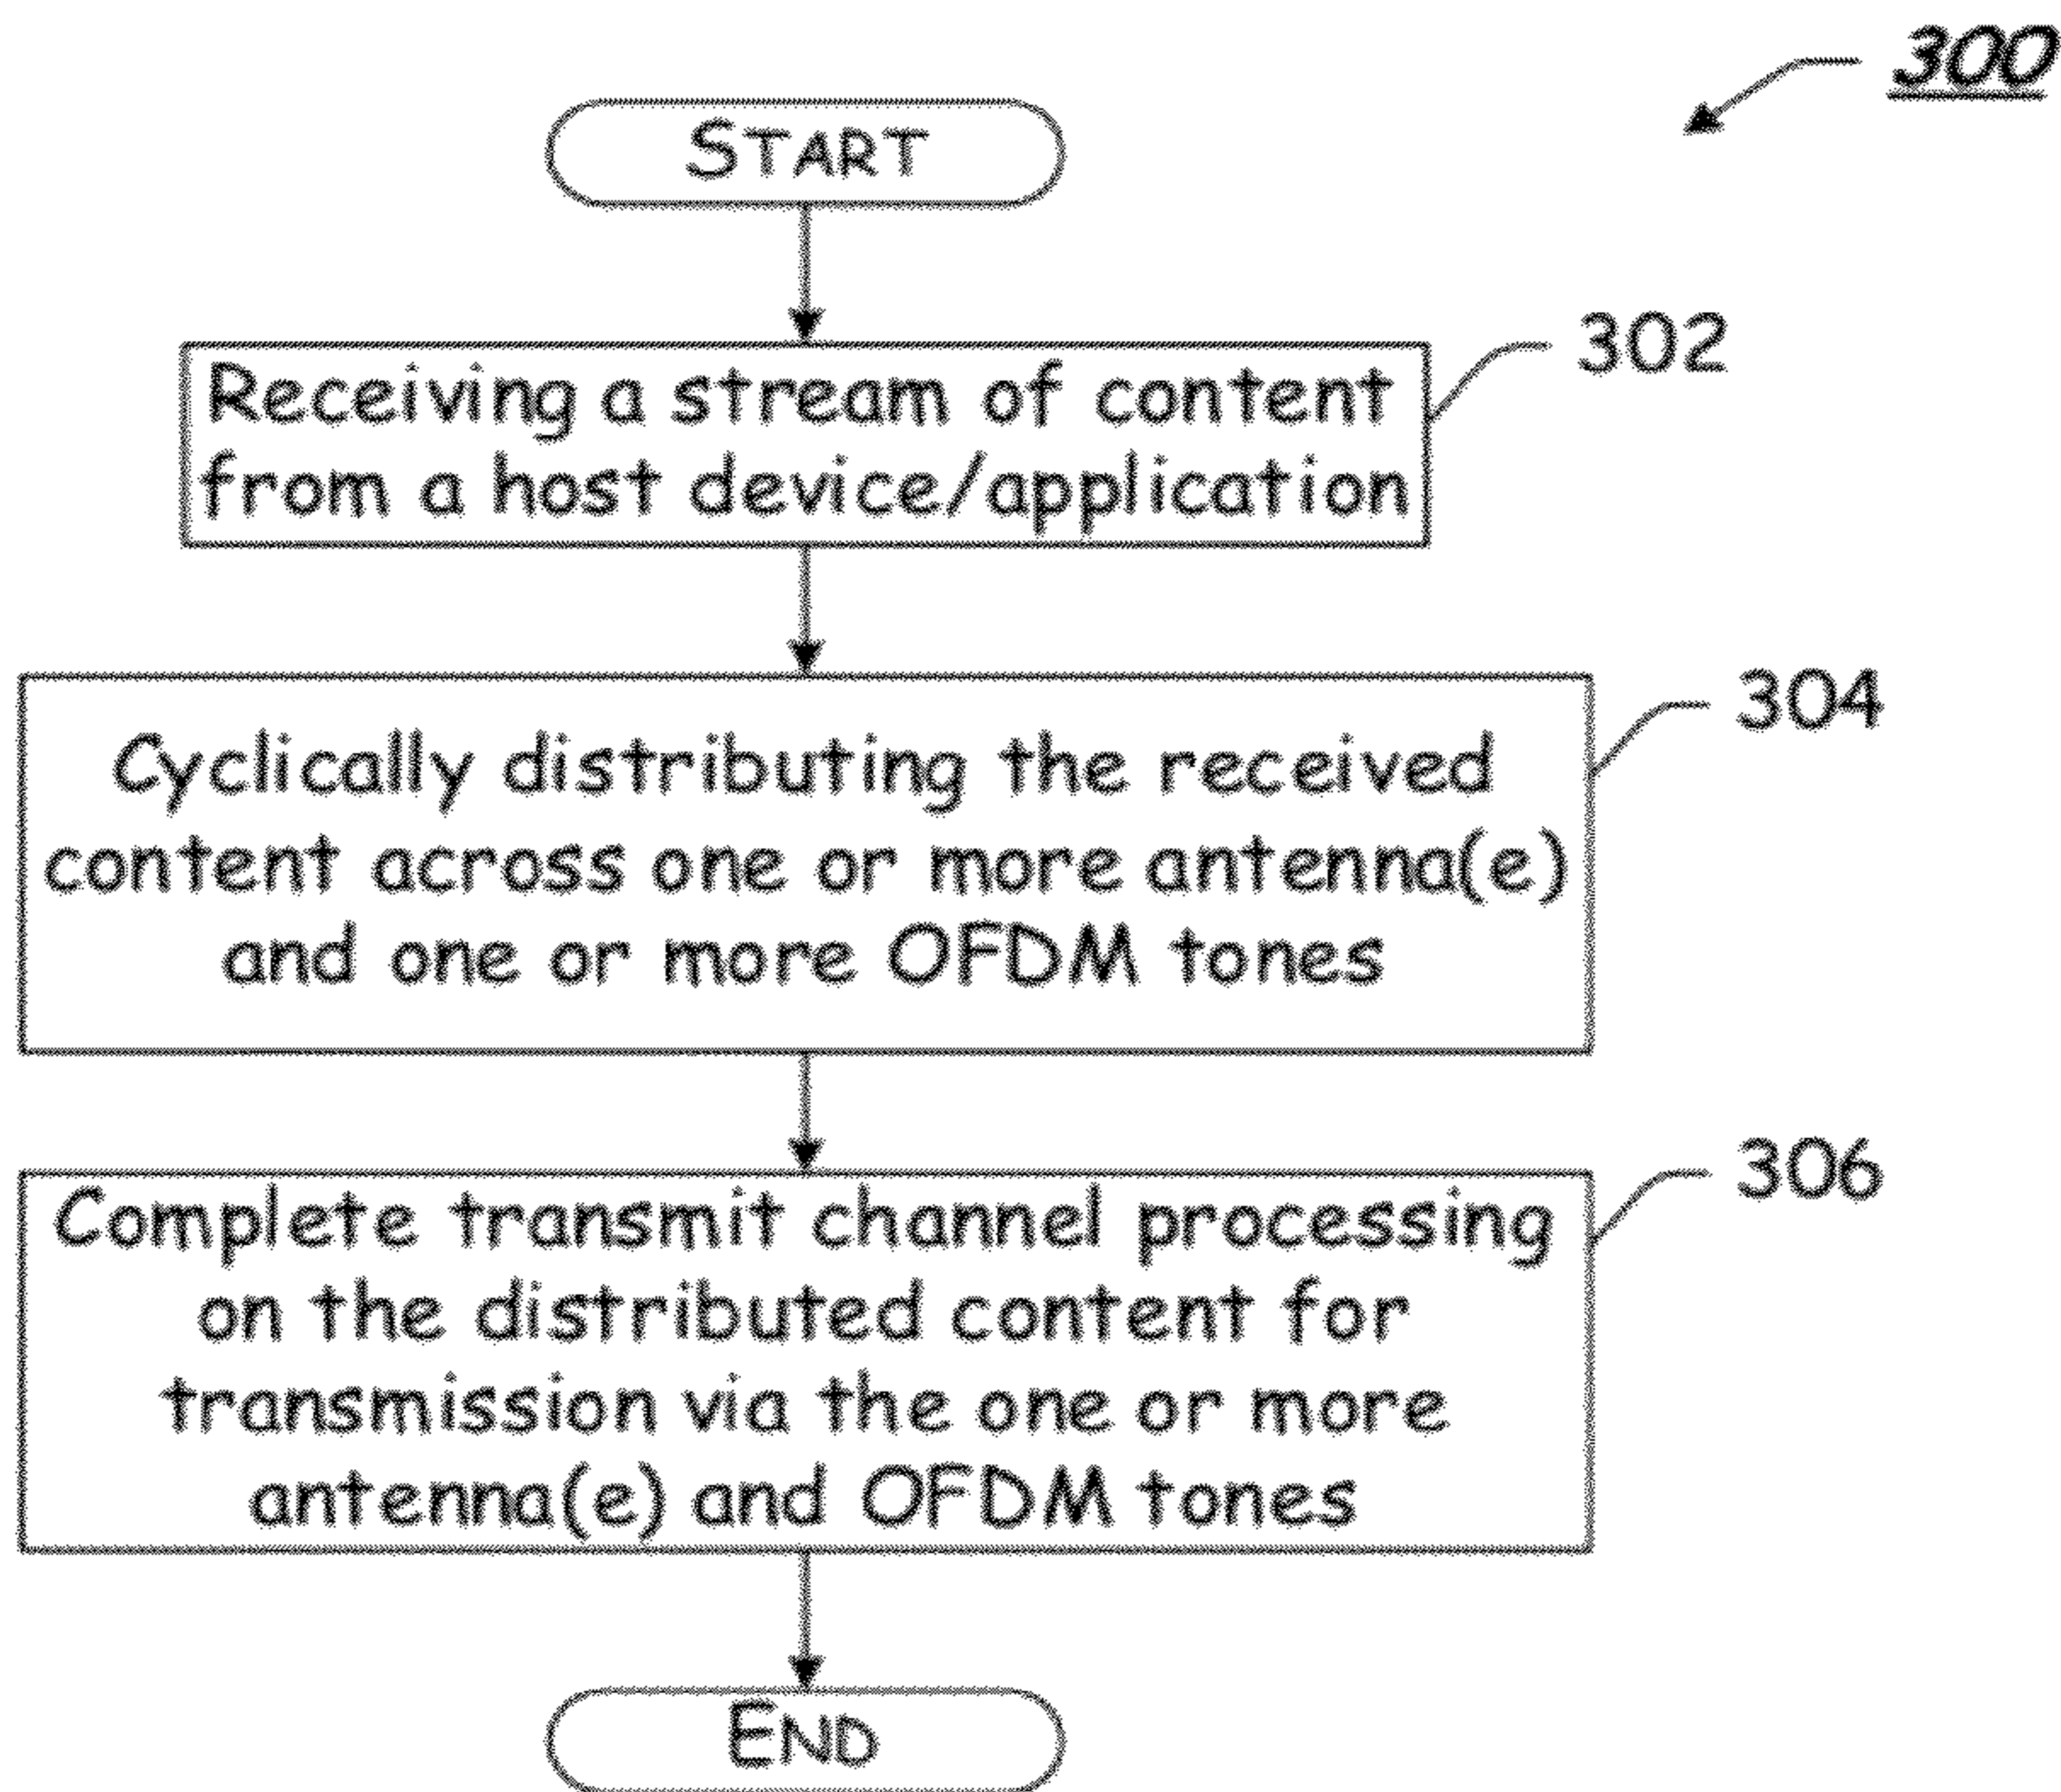 300
START
302
Receiving a stream of content
from a host device/application
304
Cyclically distributing the received
content across one or more antenna(e)
and one or more OFDM tones
306
Complete transmit channel processing
on the distributed content for
transmission via the one or more
antenna(e) and OFDM tones
END